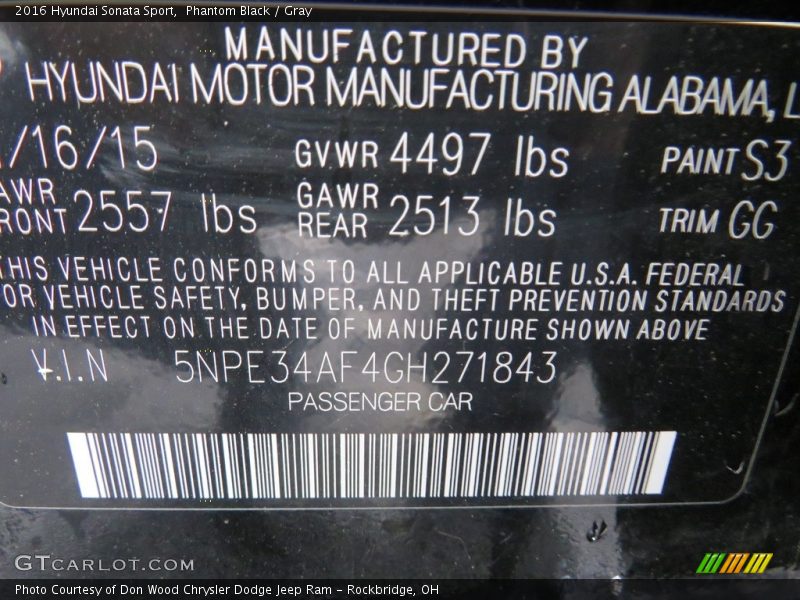 2016 Hyundai Sonata Sport, Phantom Black / Gray
MANUFACTURED BY
HYUNDAI MOTOR MANUFACTURING ALABAMA, L
/16/15 GVWR 4497 lbs PAINT S3
AWR FRONT 2557 lbs GAWR REAR 2513 lbs TRIM GG
THIS VEHICLE CONFORMS TO ALL APPLICABLE U.S.A. FEDERAL
OR VEHICLE SAFETY, BUMPER, AND THEFT PREVENTION STANDARDS
IN EFFECT ON THE DATE OF MANUFACTURE SHOWN ABOVE
V.I.N 5NPE34AF4GH271843
PASSENGER CAR
GTCARLOT.COM
Photo Courtesy of Don Wood Chrysler Dodge Jeep Ram – Rockbridge, OH